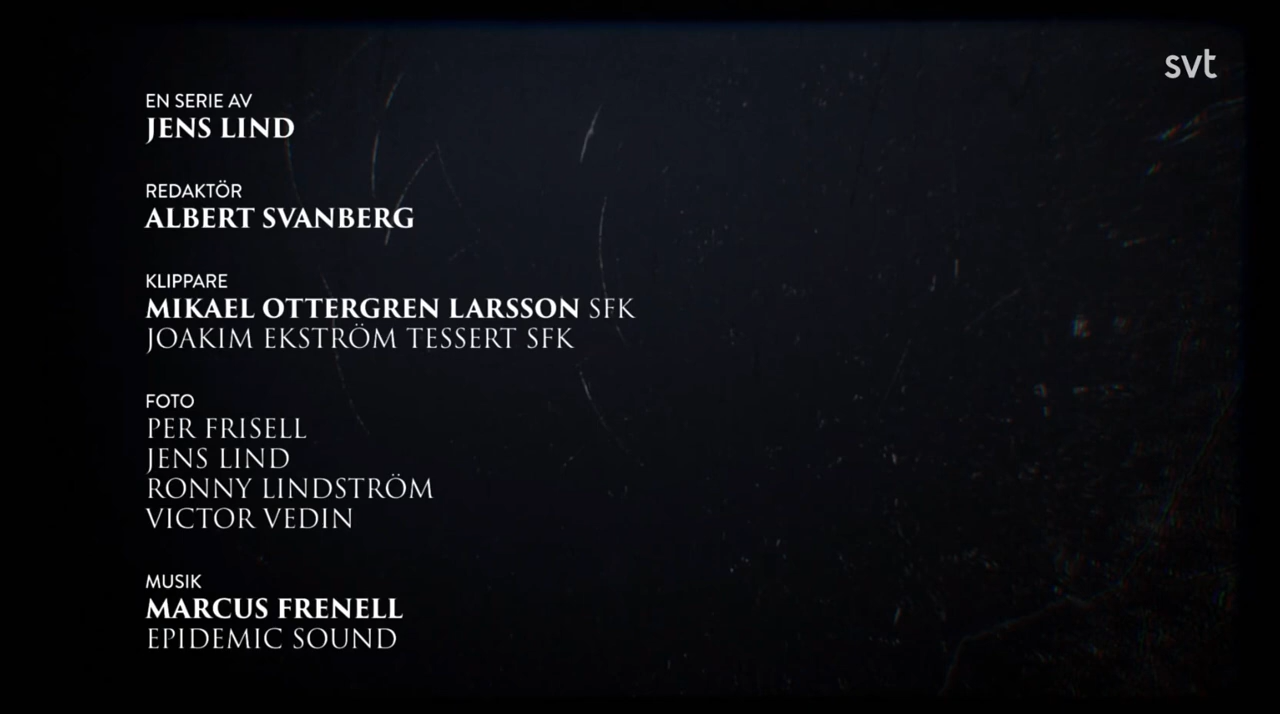 svt
EN SERIE AV
JENS LIND
REDAKTÖR
ALBERT SVANBERG
KLIPPARE
MIKAEL OTTERGREN LARSSON SFK
JOAKIM EKSTRÖM TESSERT SFK
FOTO
PER FRISELL
JENS LIND
RONNY LINDSTRÖM
VICTOR VEDIN
MUSIK
MARCUS FRENELL
EPIDEMIC SOUND